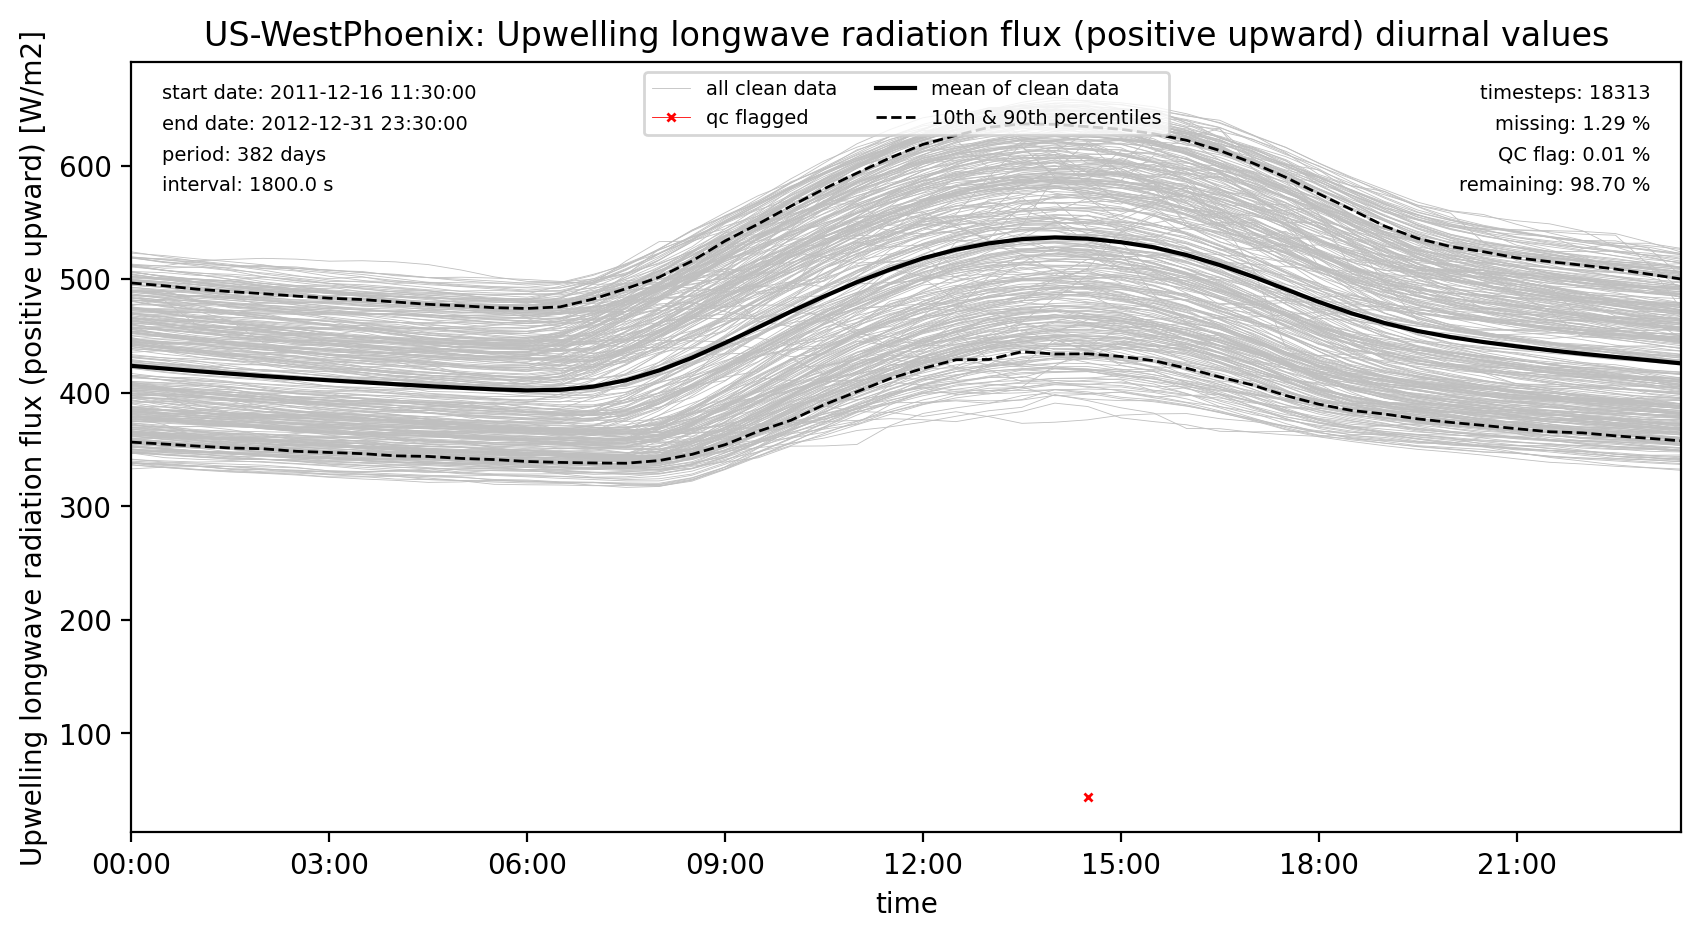 US-WestPhoenix: Upwelling longwave radiation flux (positive upward) diurnal values
Upwelling longwave radiation flux (positive upward) [W/m2]
start date: 2011-12-16 11:30:00
end date: 2012-12-31 23:30:00
period: 382 days
interval: 1800.0 s
all clean data
qc flagged
mean of clean data
10th & 90th percentiles
timesteps: 18313
missing: 1.29 %
QC flag: 0.01 %
remaining: 98.70 %
600
500
400
300
200
100
00:00 03:00 06:00 09:00 12:00 15:00 18:00 21:00
time